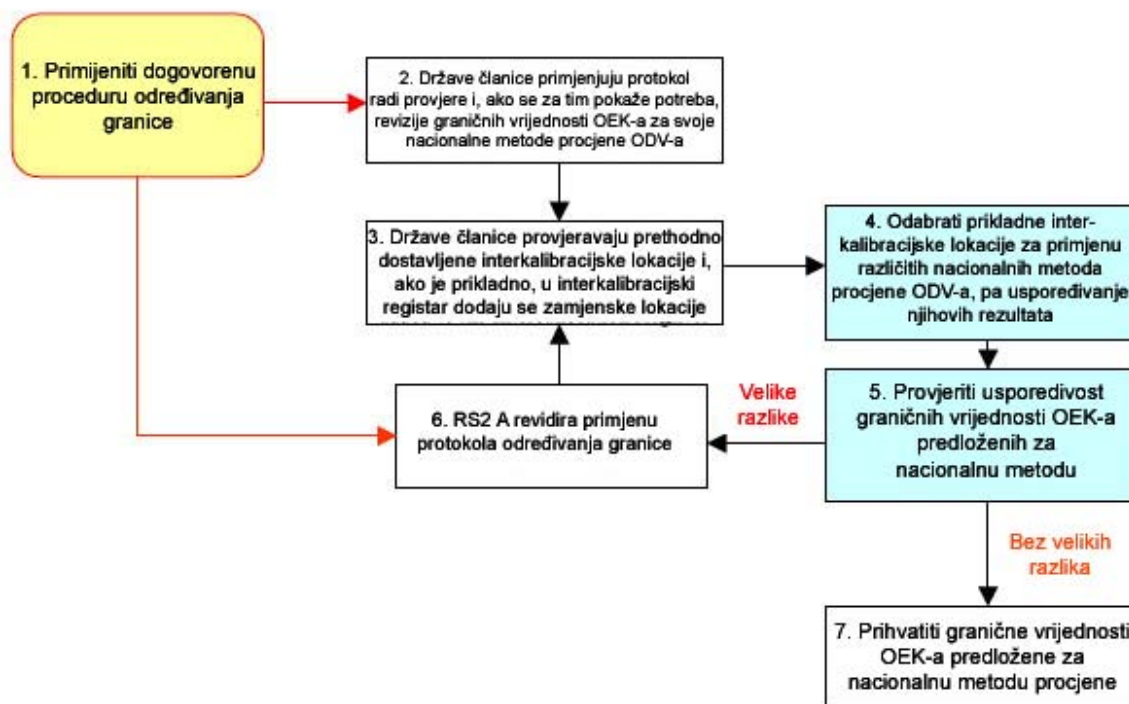 1. Primijeniti dogovorenu
proceduru određivanja
granice
2. Države članice primjenjuju protokol
radi provjere i, ako se za tim pokaže potreba,
revizije graničnih vrijednosti OEK-a za svoje
nacionalne metode procjene ODV-a
3. Države članice provjeravaju prethodno
dostavljene interkalibracijske lokacije i,
ako je prikladno, u interkalibracijski
registar dodaju se zamjenske lokacije
4. Odabrati prikladne inter-
kalibracijske lokacije za primjenu
različitih nacionalnih metoda
procjene ODV-a, pa uspoređivanje
njihovih rezultata
5. Provjeriti usporedivost
graničnih vrijednosti OEK-a
predloženih za
nacionalnu metodu
Velike
razlike
6. RS2 A revidira primjenu
protokola određivanja granice
Bez velikih
razlika
7. Prihvatiti granične vrijednosti
OEK-a predložene za
nacionalnu metodu procjene